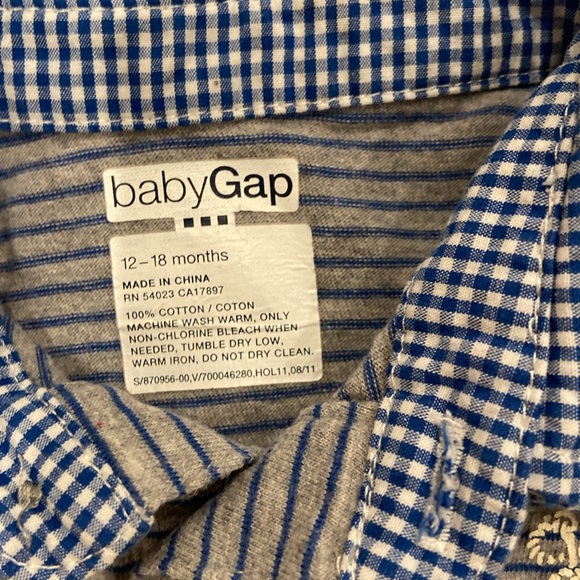 babyGap
12–18 months
MADE IN CHINA
RN 54023 CA17897
100% COTTON / COTON
MACHINE WASH WARM, ONLY
NON-CHLORINE BLEACH WHEN
NEEDED, TUMBLE DRY LOW,
WARM IRON, DO NOT DRY CLEAN.
S/870956-00,V/700046280,HOL11,08/11